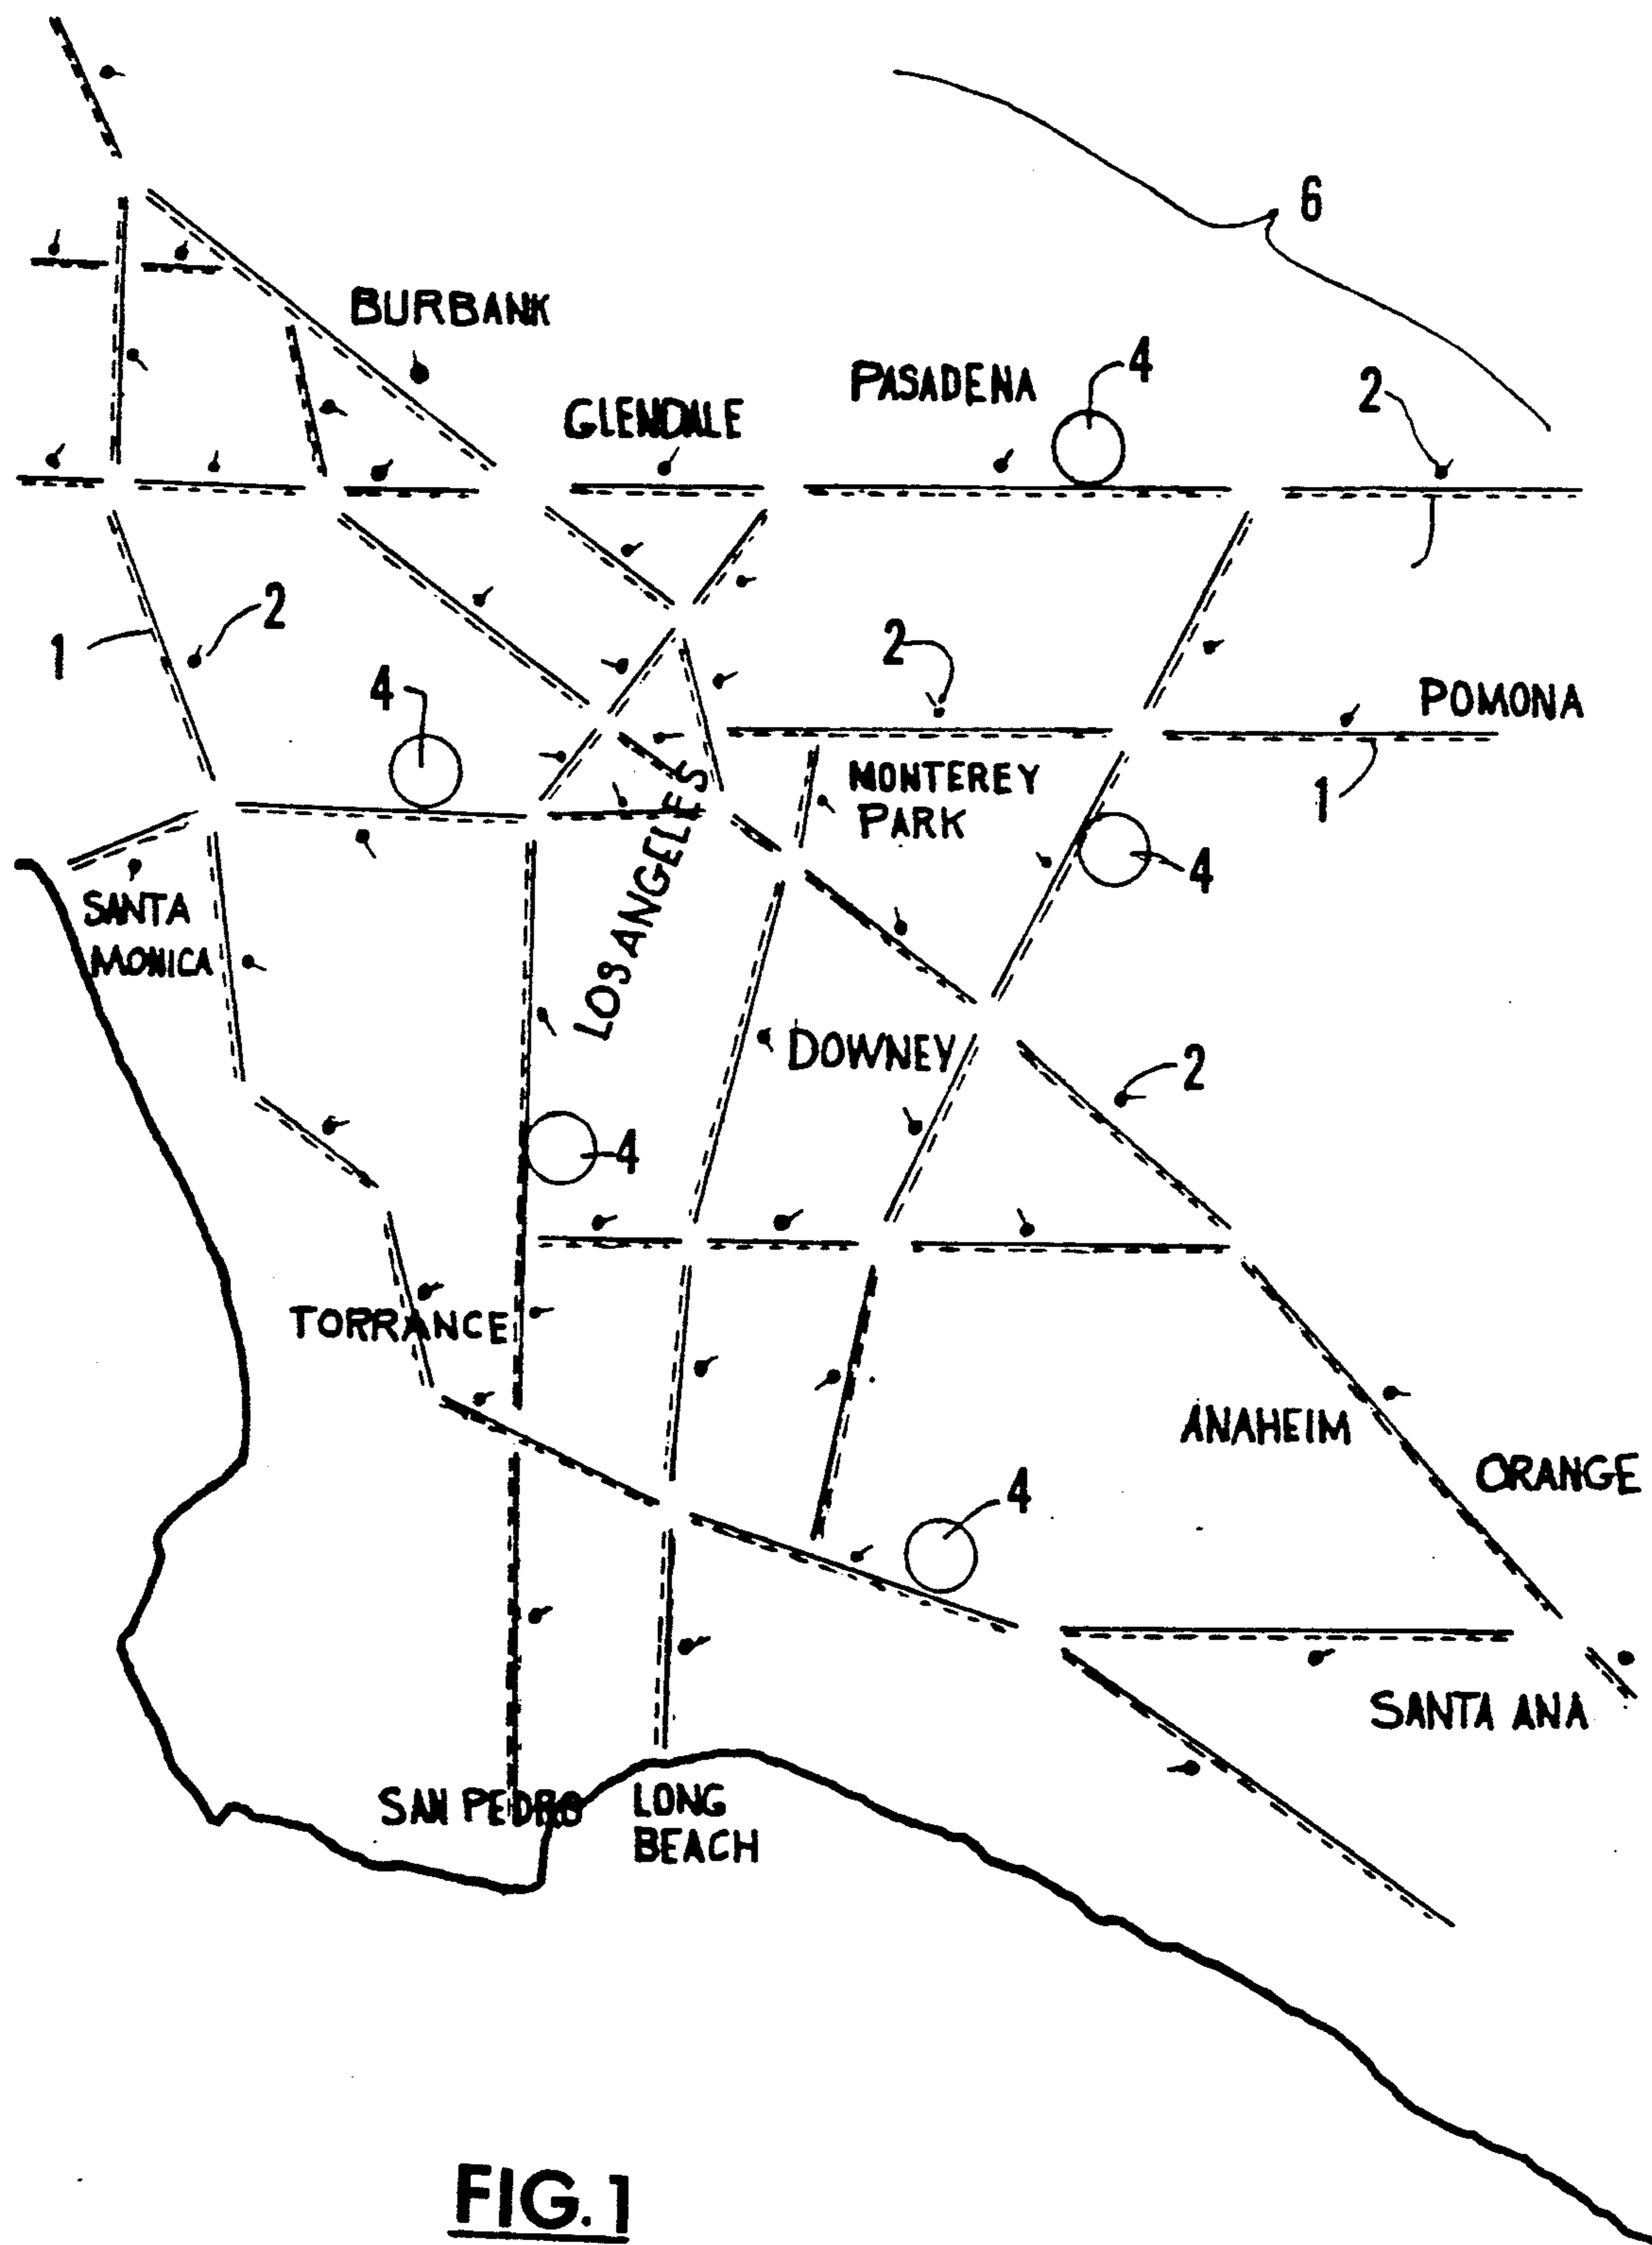 6
BURBANK
4
PASADENA
2
GLENDALE
2
1
2
4
POMONA
MONTEREY
PARK
1
LOS ANGELES
4
SANTA
MONICA
DOWNEY
2
4
TORRANCE
ANAHEIM
ORANGE
4
SANTA ANA
SAN PEDRO
LONG
BEACH
FIG. 1